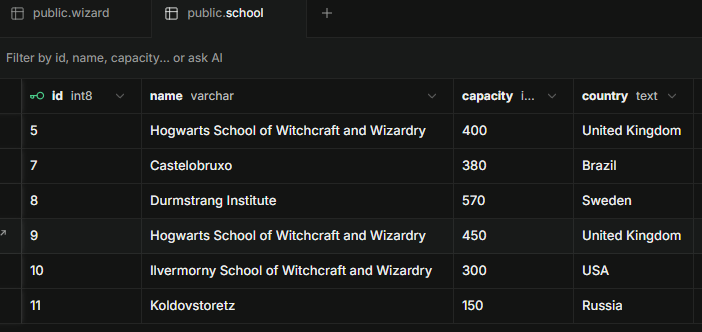 public.wizard public.school +
Filter by id, name, capacity... or ask AI
id int8 name varchar capacity i... country text
5 Hogwarts School of Witchcraft and Wizardry 400 United Kingdom
7 Castelobruxo 380 Brazil
8 Durmstrang Institute 570 Sweden
9 Hogwarts School of Witchcraft and Wizardry 450 United Kingdom
10 Ilvermorny School of Witchcraft and Wizardry 300 USA
11 Koldovstoretz 150 Russia